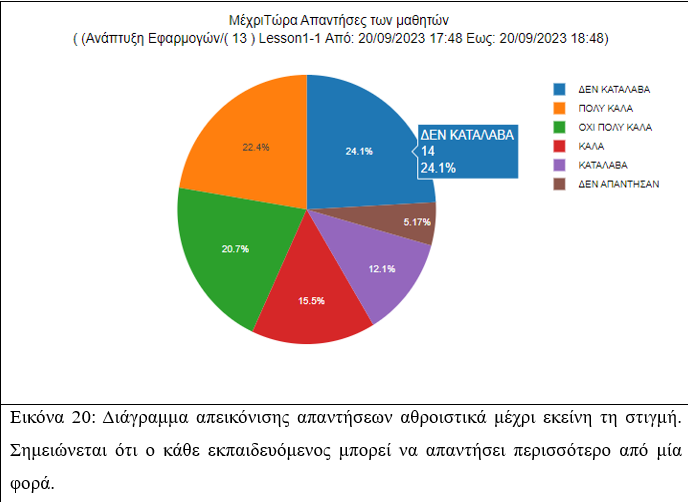 ΜέχριΤώρα Απαντήσες των μαθητών
( (Ανάπτυξη Εφαρμογών/( 13 ) Lesson1-1 Από: 20/09/2023 17:48 Εως: 20/09/2023 18:48)
ΔΕΝ ΚΑΤΑΛΑΒΑ
ΠΟΛΥ ΚΑΛΑ
ΟΧΙ ΠΟΛΥ ΚΑΛΑ
ΚΑΛΑ
ΚΑΤΑΛΑΒΑ
ΔΕΝ ΑΠΑΝΤΗΣΑΝ
22.4%
24.1%
ΔΕΝ ΚΑΤΑΛΑΒΑ
14
24.1%
5.17%
20.7%
12.1%
15.5%
Εικόνα 20: Διάγραμμα απεικόνισης απαντήσεων αθροιστικά μέχρι εκείνη τη στιγμή.
Σημειώνεται ότι ο κάθε εκπαιδευόμενος μπορεί να απαντήσει περισσότερο από μία
φορά.